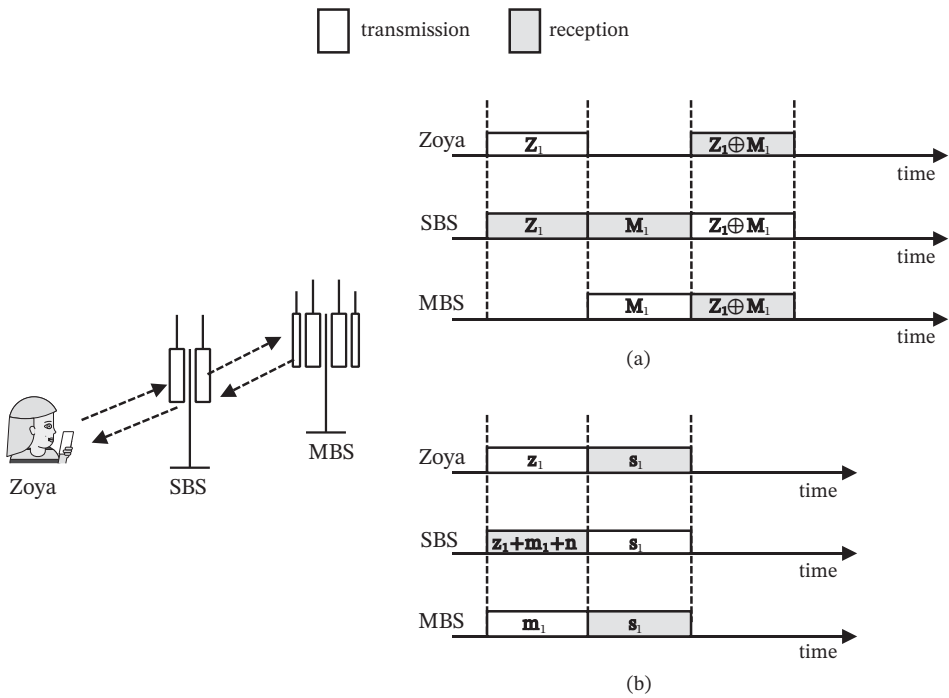 transmission
reception
Zoya
Z₁
Z₁⊕M₁
time
SBS
Z₁
M₁
Z₁⊕M₁
time
MBS
M₁
Z₁⊕M₁
time
(a)
Zoya
SBS
MBS
Zoya
z₁
s₁
time
SBS
z₁+m₁+n
s₁
time
MBS
m₁
s₁
time
(b)